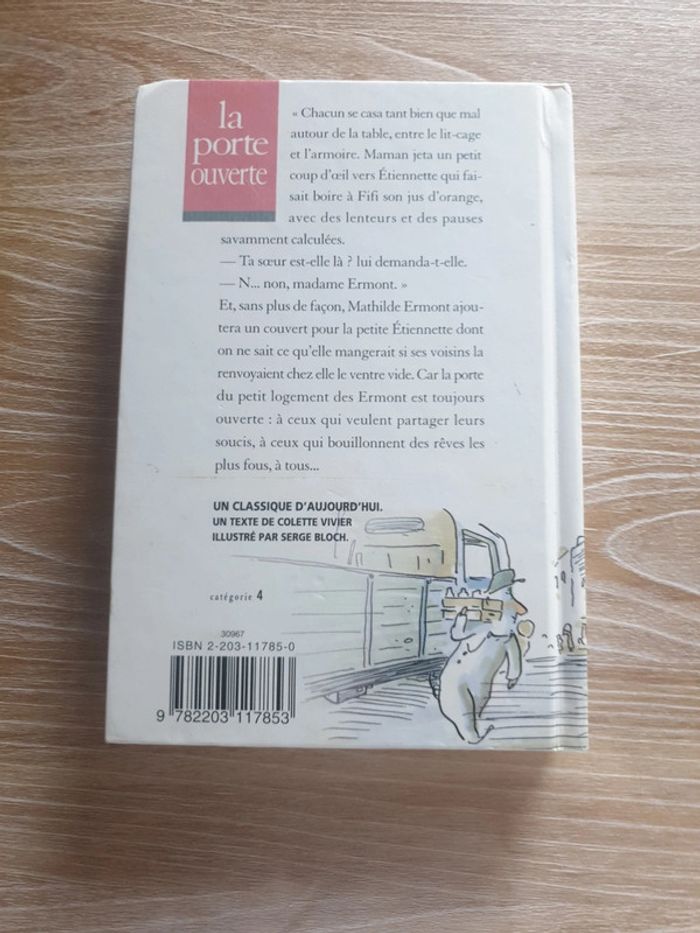 la
porte
ouverte
« Chacun se casa tant bien que mal
autour de la table, entre le lit-cage
et l'armoire. Maman jeta un petit
coup d'œil vers Étiennette qui fai-
sait boire à Fifi son jus d'orange,
avec des lenteurs et des pauses
savamment calculées.
— Ta sœur est-elle là ? lui demanda-t-elle.
— N... non, madame Ermont. »
Et, sans plus de façon, Mathilde Ermont ajou-
tera un couvert pour la petite Étiennette dont
on ne sait ce qu'elle mangerait si ses voisins la
renvoyaient chez elle le ventre vide. Car la porte
du petit logement des Ermont est toujours
ouverte : à ceux qui veulent partager leurs
soucis, à ceux qui bouillonnent des rêves les
plus fous, à tous...
UN CLASSIQUE D'AUJOURD'HUI.
UN TEXTE DE COLETTE VIVIER
ILLUSTRÉ PAR SERGE BLOCH.
catégorie 4
30967
ISBN 2-203-11785-0
9 782203 117853